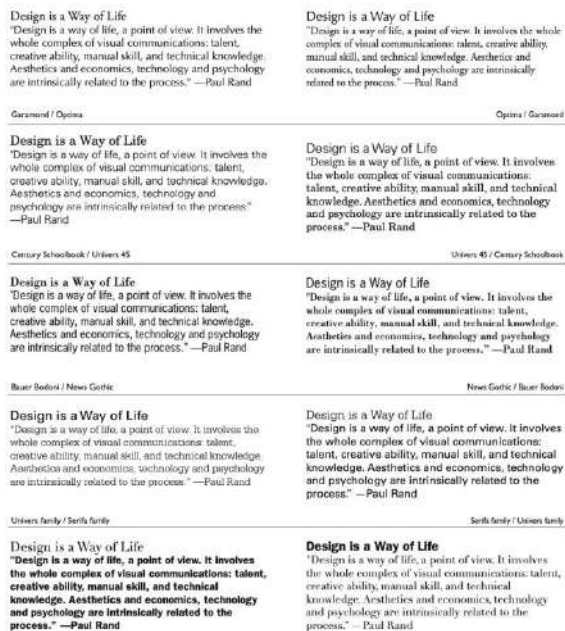 Design is a Way of Life
"Design is a way of life, a point of view. It involves the
whole complex of visual communications: talent,
creative ability, manual skill, and technical knowledge.
Aesthetics and economics, technology and psychology
are intrinsically related to the process." —Paul Rand
Garamond / Optima
Design is a Way of Life
"Design is a way of life, a point of view. It involves the whole
complex of visual communications: talent, creative ability,
manual skill, and technical knowledge. Aesthetics and
economics, technology and psychology are intrinsically
related to the process." —Paul Rand
Optima / Garamond
Design is a Way of Life
"Design is a way of life, a point of view. It involves the
whole complex of visual communications: talent,
creative ability, manual skill, and technical knowledge.
Aesthetics and economics, technology and
psychology are intrinsically related to the process."
—Paul Rand
Century Schoolbook / Univers 45
Design is a Way of Life
"Design is a way of life, a point of view. It involves
the whole complex of visual communications:
talent, creative ability, manual skill, and technical
knowledge. Aesthetics and economics, technology
and psychology are intrinsically related to the
process." —Paul Rand
Univers 45 / Century Schoolbook
Design is a Way of Life
"Design is a way of life, a point of view. It involves the
whole complex of visual communications: talent,
creative ability, manual skill, and technical knowledge.
Aesthetics and economics, technology and psychology
are intrinsically related to the process." —Paul Rand
Bauer Bodoni / News Gothic
Design is a Way of Life
"Design is a way of life, a point of view. It involves the
whole complex of visual communications: talent,
creative ability, manual skill, and technical knowledge.
Aesthetics and economics, technology and psychology
are intrinsically related to the process." —Paul Rand
News Gothic / Bauer Bodoni
Design is a Way of Life
"Design is a way of life, a point of view. It involves the
whole complex of visual communications: talent,
creative ability, manual skill, and technical knowledge.
Aesthetics and economics, technology and psychology
are intrinsically related to the process." —Paul Rand
Univers family / Serifa family
Design is a Way of Life
"Design is a way of life, a point of view. It involves
the whole complex of visual communications:
talent, creative ability, manual skill, and technical
knowledge. Aesthetics and economics, technology
and psychology are intrinsically related to the
process." —Paul Rand
Serifa family / Univers family
Design is a Way of Life
"Design is a way of life, a point of view. It involves
the whole complex of visual communications: talent,
creative ability, manual skill, and technical
knowledge. Aesthetics and economics, technology
and psychology are intrinsically related to the
process." —Paul Rand
Design is a Way of Life
"Design is a way of life, a point of view. It involves
the whole complex of visual communications: talent,
creative ability, manual skill, and technical
knowledge. Aesthetics and economics, technology
and psychology are intrinsically related to the
process." —Paul Rand